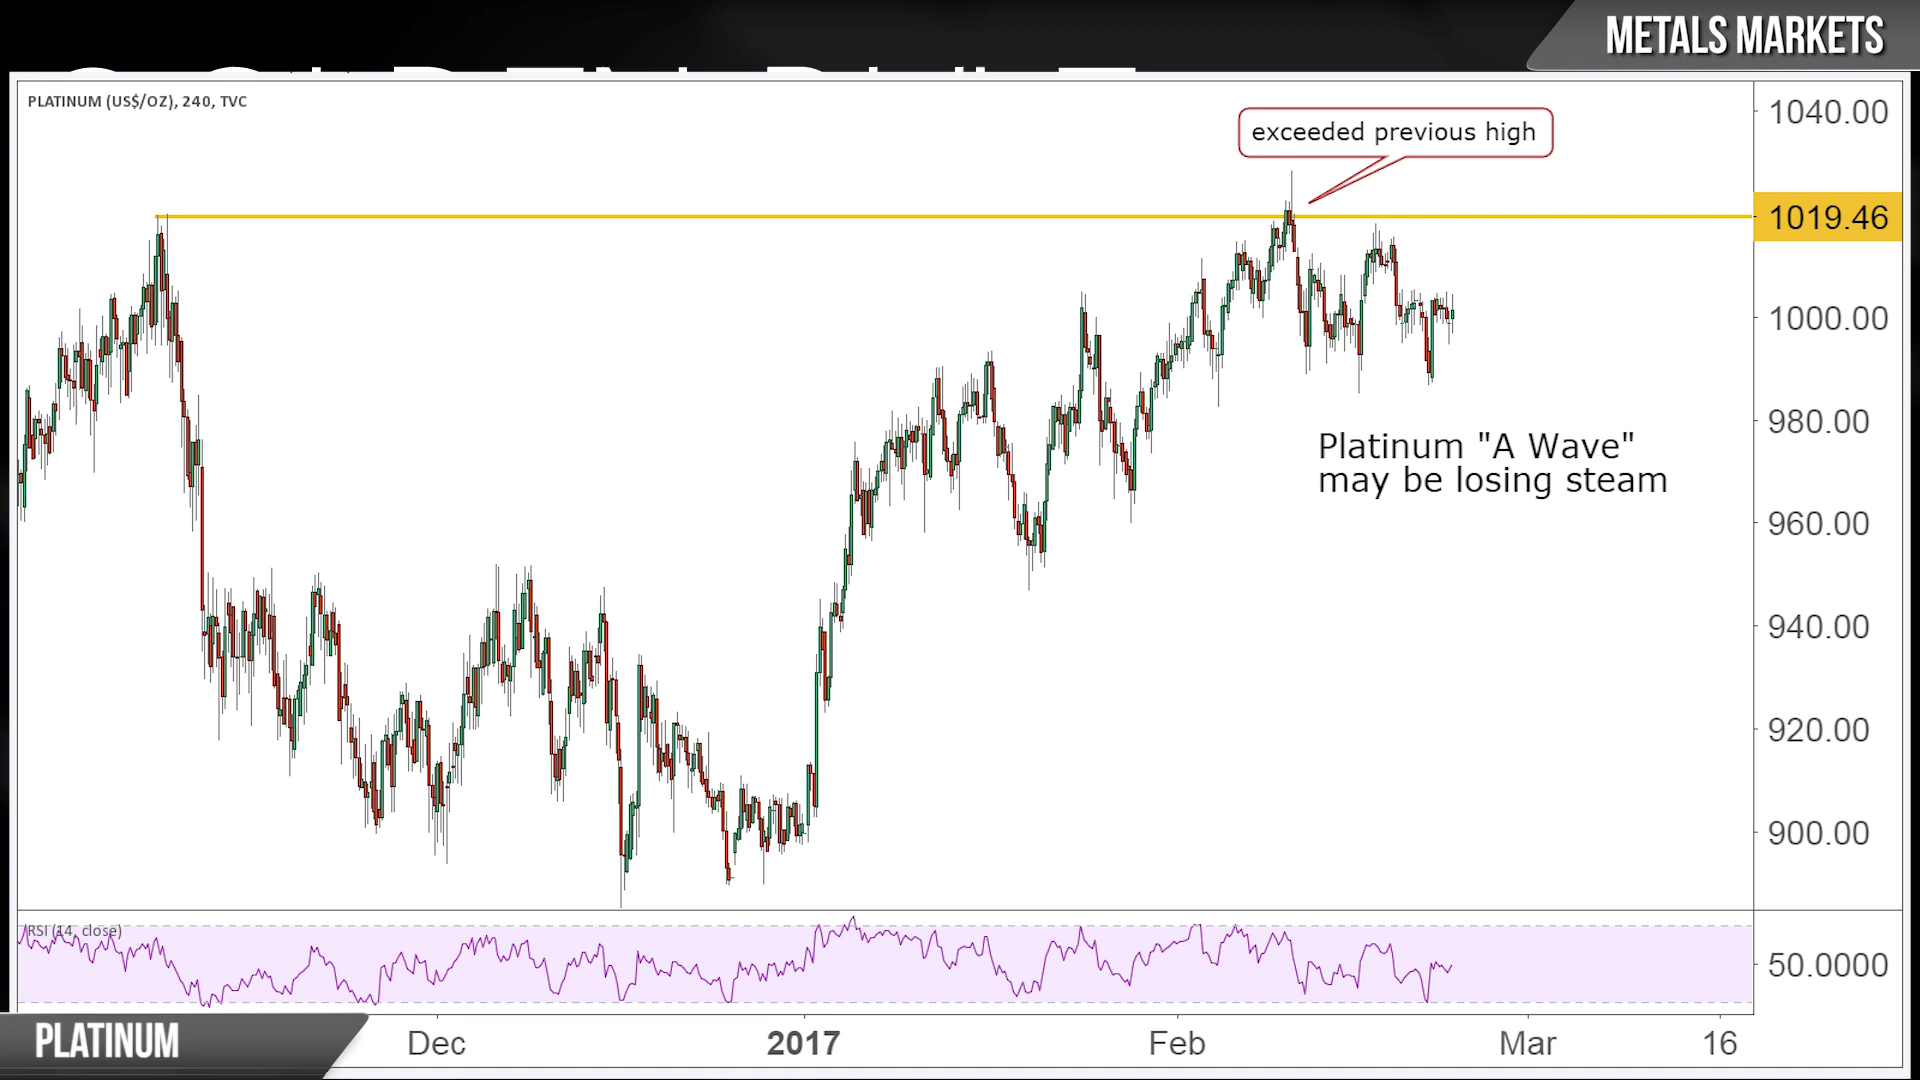 METALS MARKETS
PLATINUM (US$/OZ), 240, TVC
exceeded previous high
1040.00
1019.46
1000.00
980.00
Platinum "A Wave"
may be losing steam
960.00
940.00
920.00
900.00
RSI (14, close)
50.0000
PLATINUM
Dec
2017
Feb
Mar
16